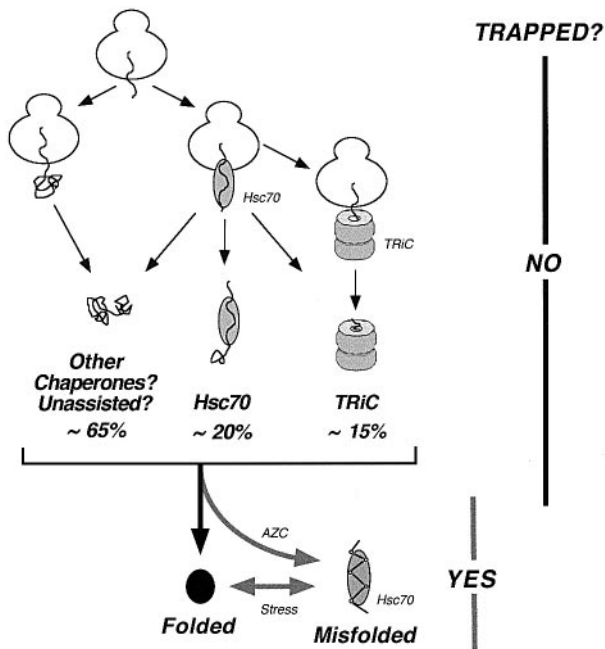 TRAPPED?
Hsc70
TRiC
NO
Other
Chaperones?
Unassisted?
~ 65%
Hsc70
~ 20%
TRiC
~ 15%
AZC
YES
Stress
Hsc70
Folded
Misfolded